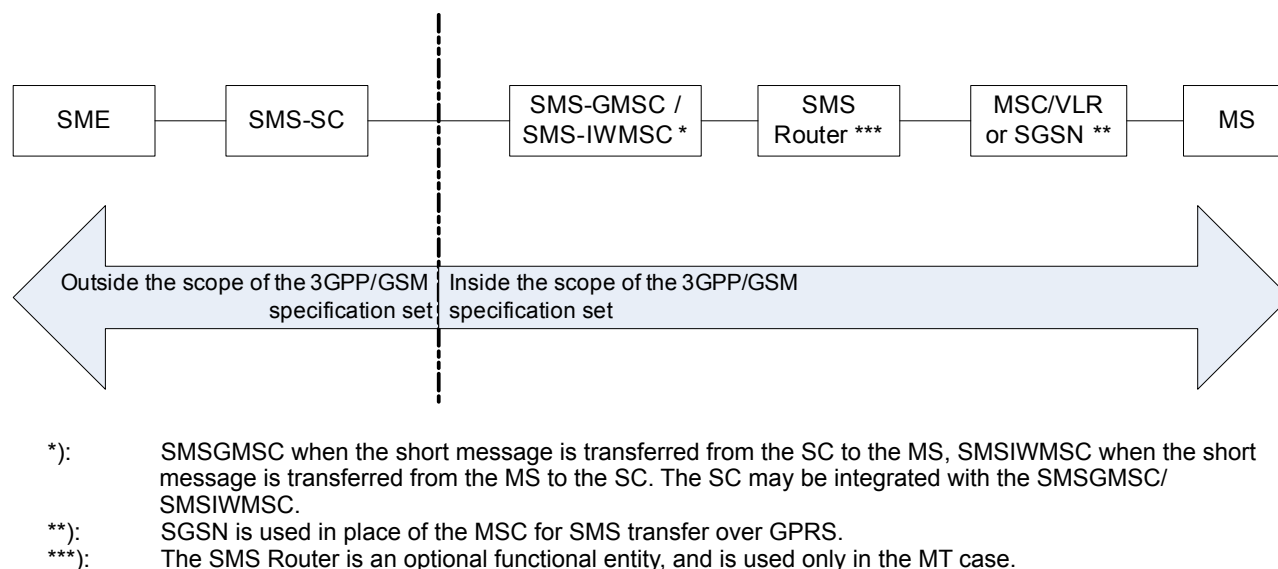 SME
SMS-SC
SMS-GMSC /
SMS-IWMSC *
SMS
Router ***
MSC/VLR
or SGSN **
MS
Outside the scope of the 3GPP/GSM
specification set
Inside the scope of the 3GPP/GSM
specification set
*): SMSGMSC when the short message is transferred from the SC to the MS, SMSIWMSC when the short
message is transferred from the MS to the SC. The SC may be integrated with the SMSGMSC/
SMSIWMSC.
**): SGSN is used in place of the MSC for SMS transfer over GPRS.
***): The SMS Router is an optional functional entity, and is used only in the MT case.